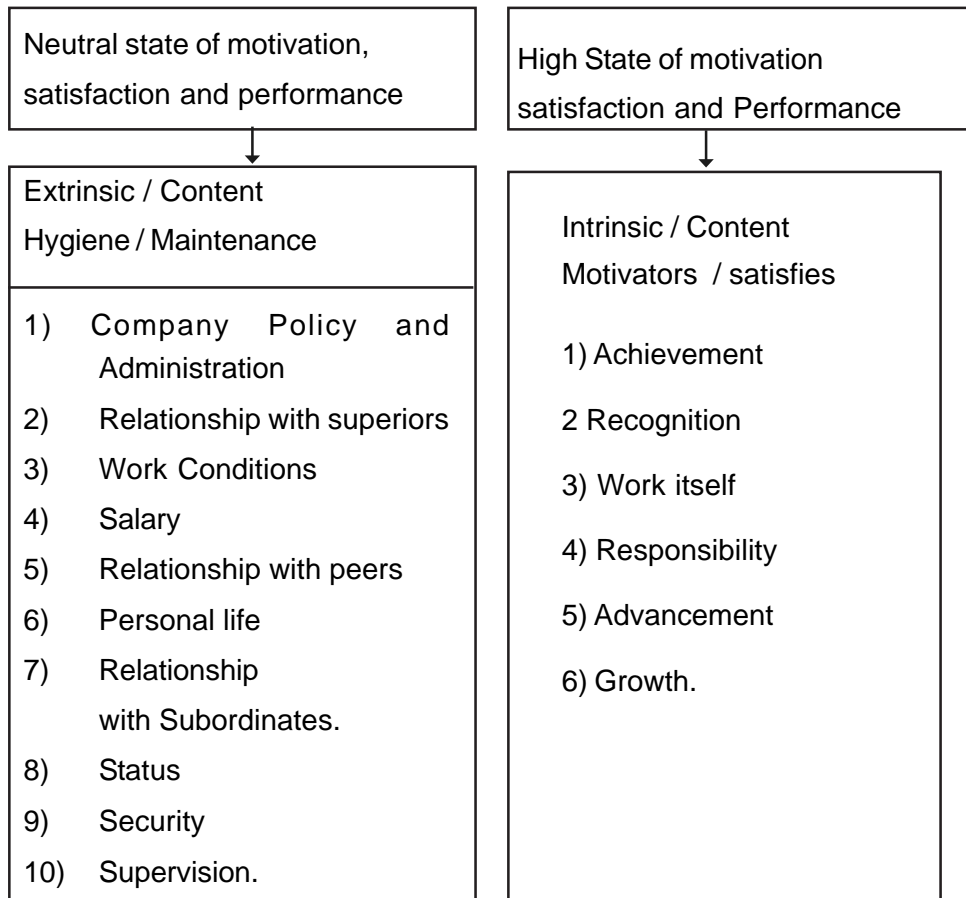 Neutral state of motivation,
satisfaction and performance
Extrinsic / Content
Hygiene / Maintenance
1) Company Policy and
Administration
2) Relationship with superiors
3) Work Conditions
4) Salary
5) Relationship with peers
6) Personal life
7) Relationship
with Subordinates.
8) Status
9) Security
10) Supervision.
High State of motivation
satisfaction and Performance
Intrinsic / Content
Motivators / satisfies
1) Achievement
2 Recognition
3) Work itself
4) Responsibility
5) Advancement
6) Growth.